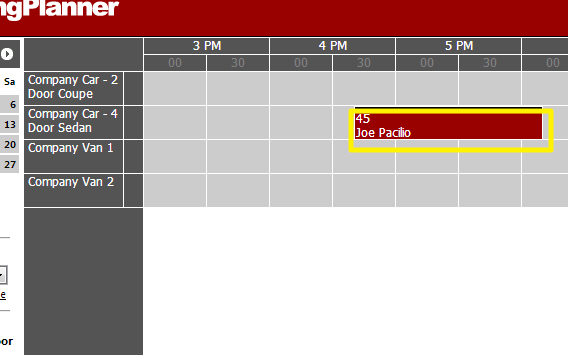 ngPlanner
3 PM 4 PM 5 PM
00 30 00 30 00 30 00
Sa
6
13
20
27
Company Car - 2
Door Coupe
Company Car - 4
Door Sedan
45
Joe Pacilio
Company Van 1
Company Van 2
e
oor